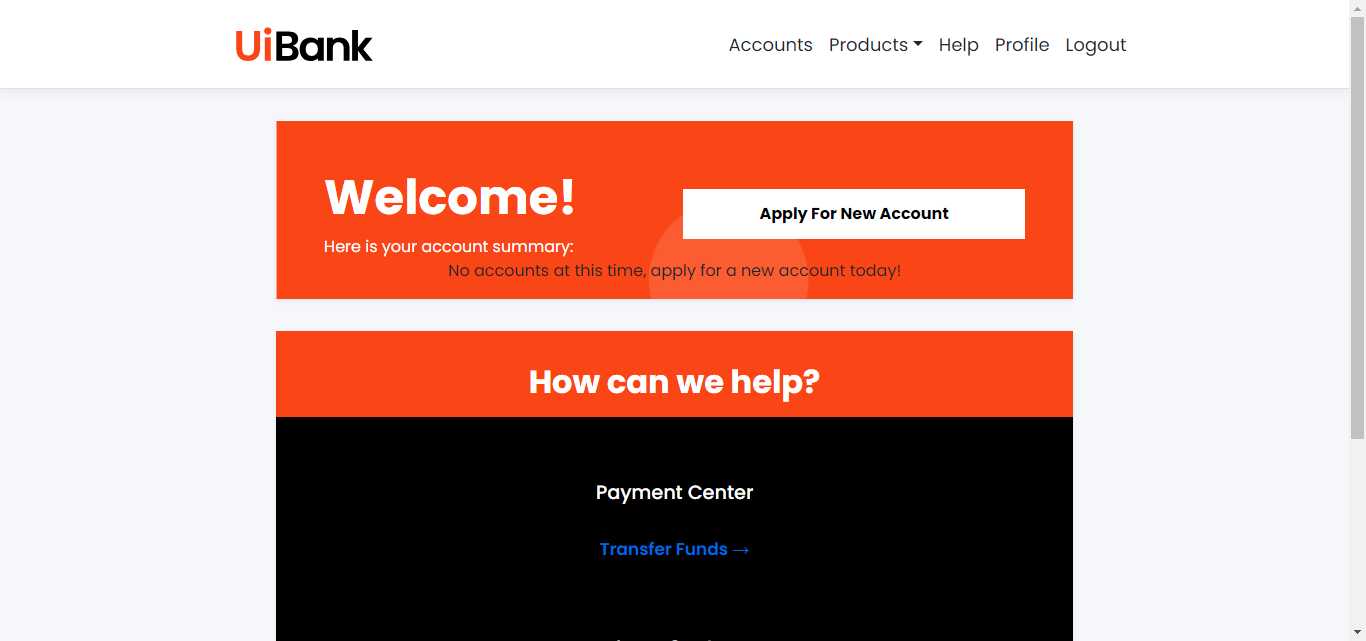 UiBank
Accounts Products Help Profile Logout
Welcome!
Apply For New Account
Here is your account summary:
No accounts at this time, apply for a new account today!
How can we help?
Payment Center
Transfer Funds →